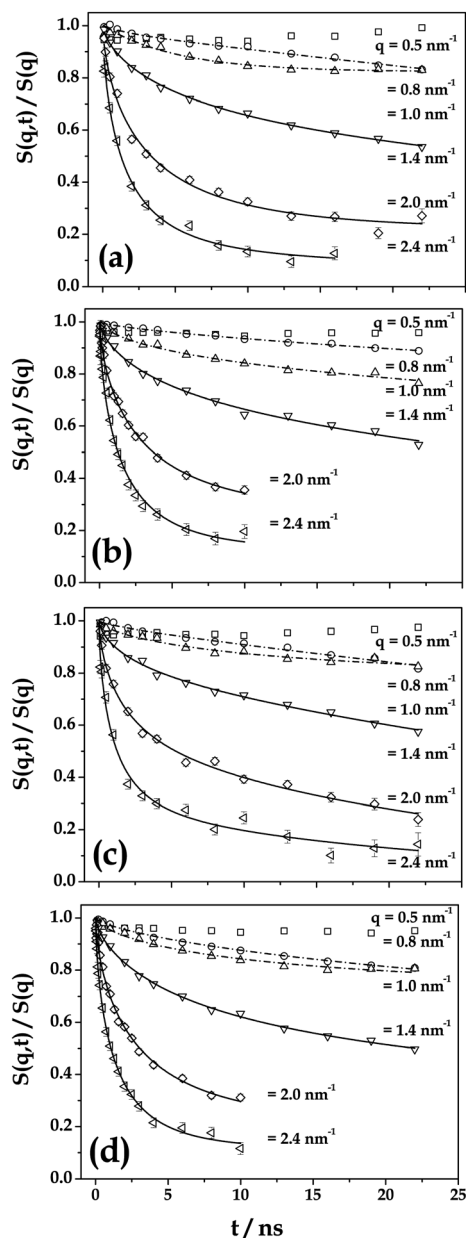 S(q,t) / S(q)
1.0
0.8
0.6
0.4
0.2
0.0
q = 0.5 nm-1
= 0.8 nm-1
= 1.0 nm-1
= 1.4 nm-1
= 2.0 nm-1
= 2.4 nm-1
(a)
S(q,t) / S(q)
1.0
0.8
0.6
0.4
0.2
0.0
q = 0.5 nm-1
= 0.8 nm-1
= 1.0 nm-1
= 1.4 nm-1
= 2.0 nm-1
= 2.4 nm-1
(b)
S(q,t) / S(q)
1.0
0.8
0.6
0.4
0.2
0.0
q = 0.5 nm-1
= 0.8 nm-1
= 1.0 nm-1
= 1.4 nm-1
= 2.0 nm-1
= 2.4 nm-1
(c)
S(q,t) / S(q)
1.0
0.8
0.6
0.4
0.2
0.0
q = 0.5 nm-1
= 0.8 nm-1
= 1.0 nm-1
= 1.4 nm-1
= 2.0 nm-1
= 2.4 nm-1
(d)
0 5 10 15 20 25
t / ns